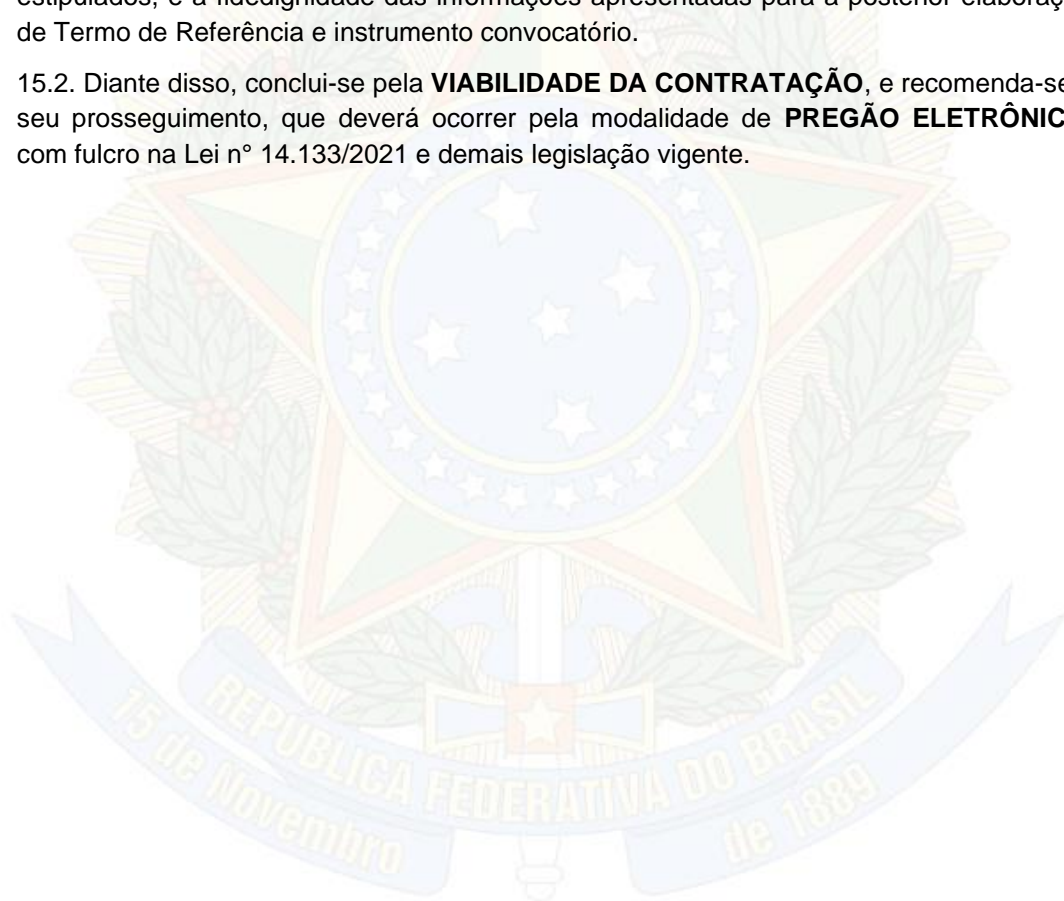 estipulados, e a fidedignidade das informações apresentadas para a posterior elaboraç
de Termo de Referência e instrumento convocatório.
15.2. Diante disso, conclui-se pela VIABILIDADE DA CONTRATAÇÃO, e recomenda-se
seu prosseguimento, que deverá ocorrer pela modalidade de PREGÃO ELETRÔNIC
com fulcro na Lei n° 14.133/2021 e demais legislação vigente.
REPÚBLICA FEDERATIVA DO BRASIL
15 de Novembro
de 1889